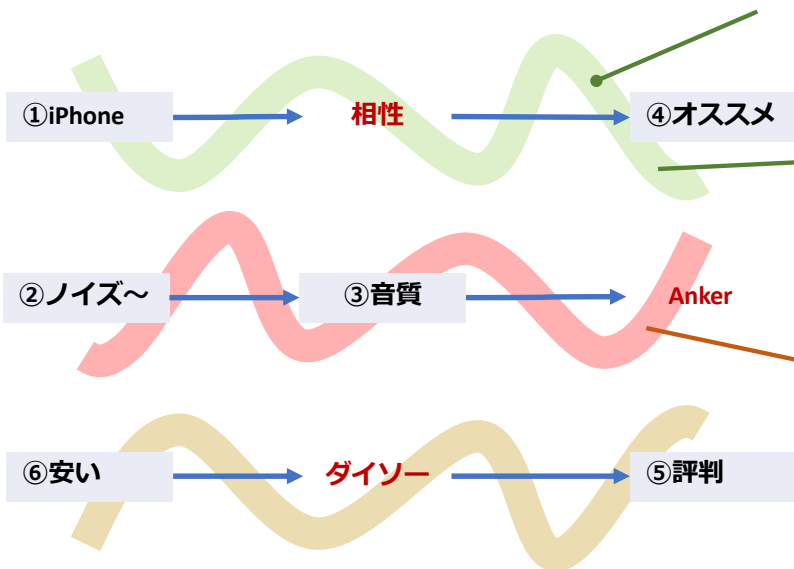 ①iPhone 相性 ④オススメ
②ノイズ～ ③音質 Anker
⑥安い ダイソー ⑤評判